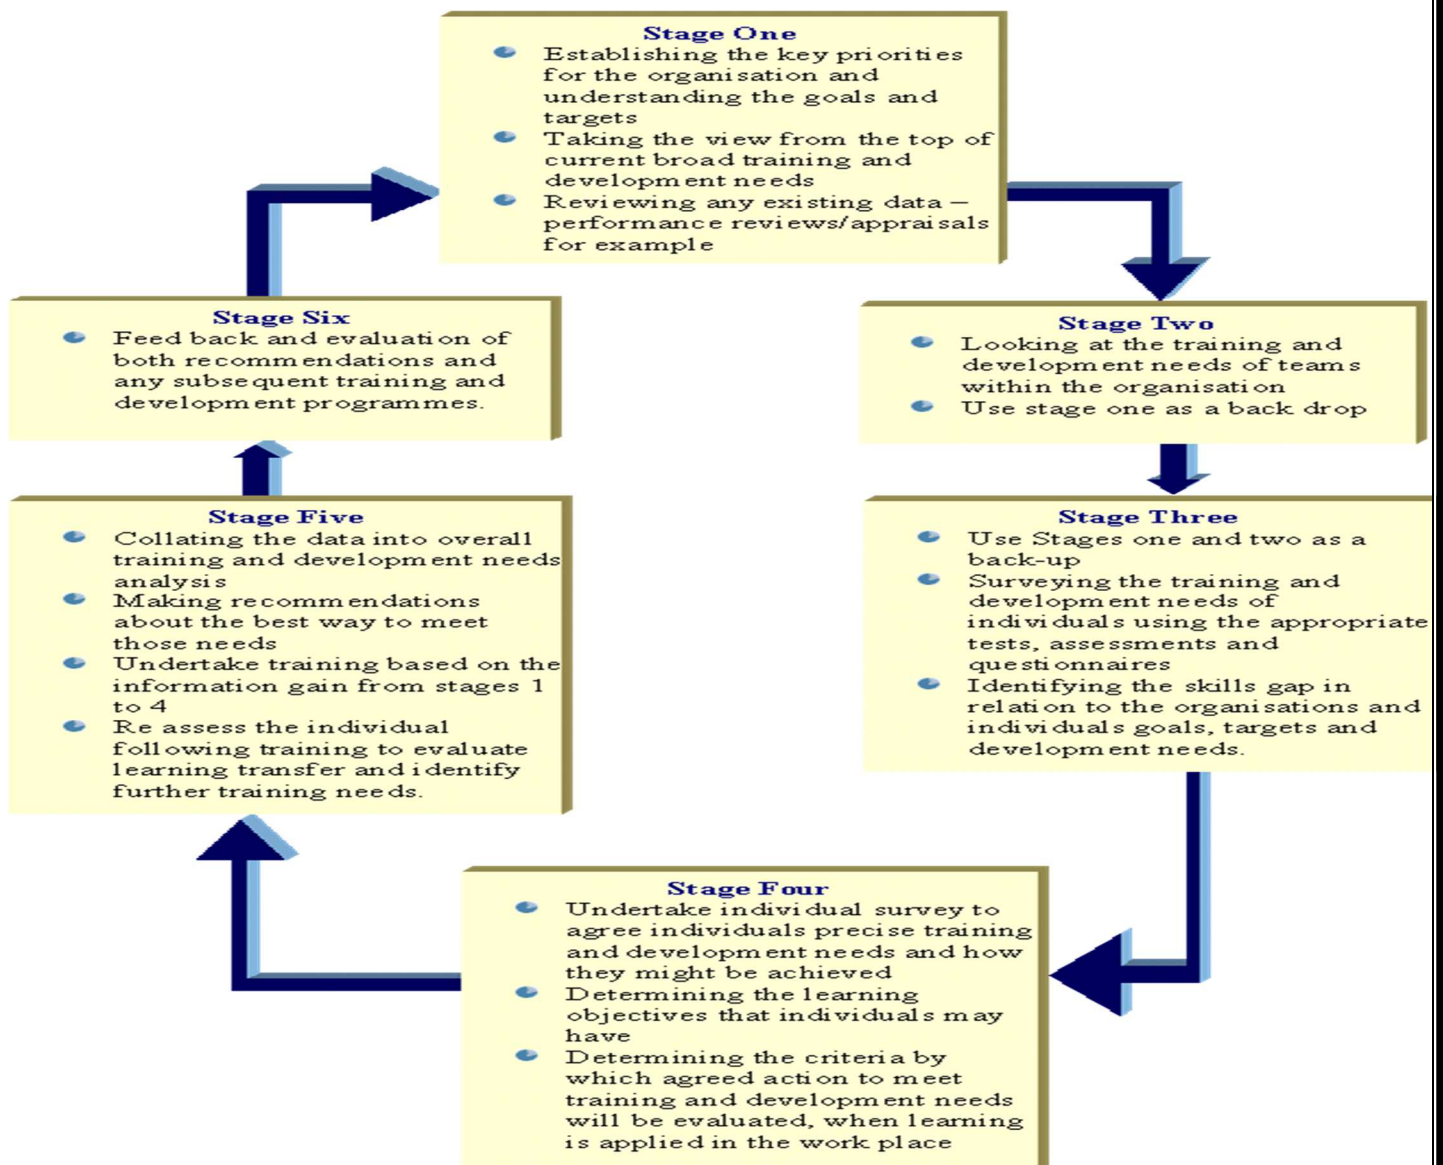 Stage One
Establishing the key priorities
for the organisation and
understanding the goals and
targets
Taking the view from the top of
current broad training and
development needs
Reviewing any existing data –
performance reviews/appraisals
for example
Stage Two
Looking at the training and
development needs of teams
within the organisation
Use stage one as a back drop
Stage Three
Use Stages one and two as a
back-up
Surveying the training and
development needs of
individuals using the appropriate
tests, assessments and
questionnaires
Identifying the skills gap in
relation to the organisations and
individuals goals, targets and
development needs.
Stage Four
Undertake individual survey to
agree individuals precise training
and development needs and how
they might be achieved
Determining the learning
objectives that individuals may
have
Determining the criteria by
which agreed action to meet
training and development needs
will be evaluated, when learning
is applied in the work place
Stage Five
Collating the data into overall
training and development needs
analysis
Making recommendations
about the best way to meet
those needs
Undertake training based on the
information gain from stages 1
to 4
Re assess the individual
following training to evaluate
learning transfer and identify
further training needs.
Stage Six
Feed back and evaluation of
both recommendations and
any subsequent training and
development programmes.